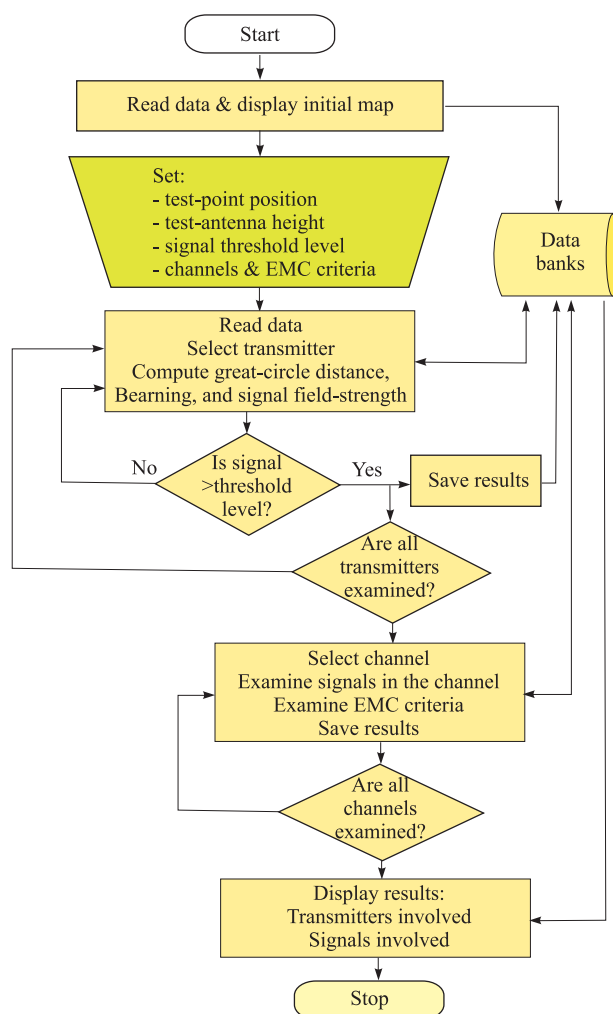 Start
Read data & display initial map
Set:
- test-point position
- test-antenna height
- signal threshold level
- channels & EMC criteria
Data
banks
Read data
Select transmitter
Compute great-circle distance,
Bearning, and signal field-strength
No
Is signal
>threshold
level?
Yes
Save results
Are all
transmitters
examined?
Select channel
Examine signals in the channel
Examine EMC criteria
Save results
Are all
channels
examined?
Display results:
Transmitters involved
Signals involved
Stop